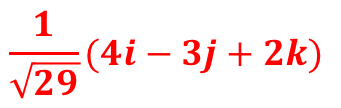 1/√29 (4i − 3j + 2k)